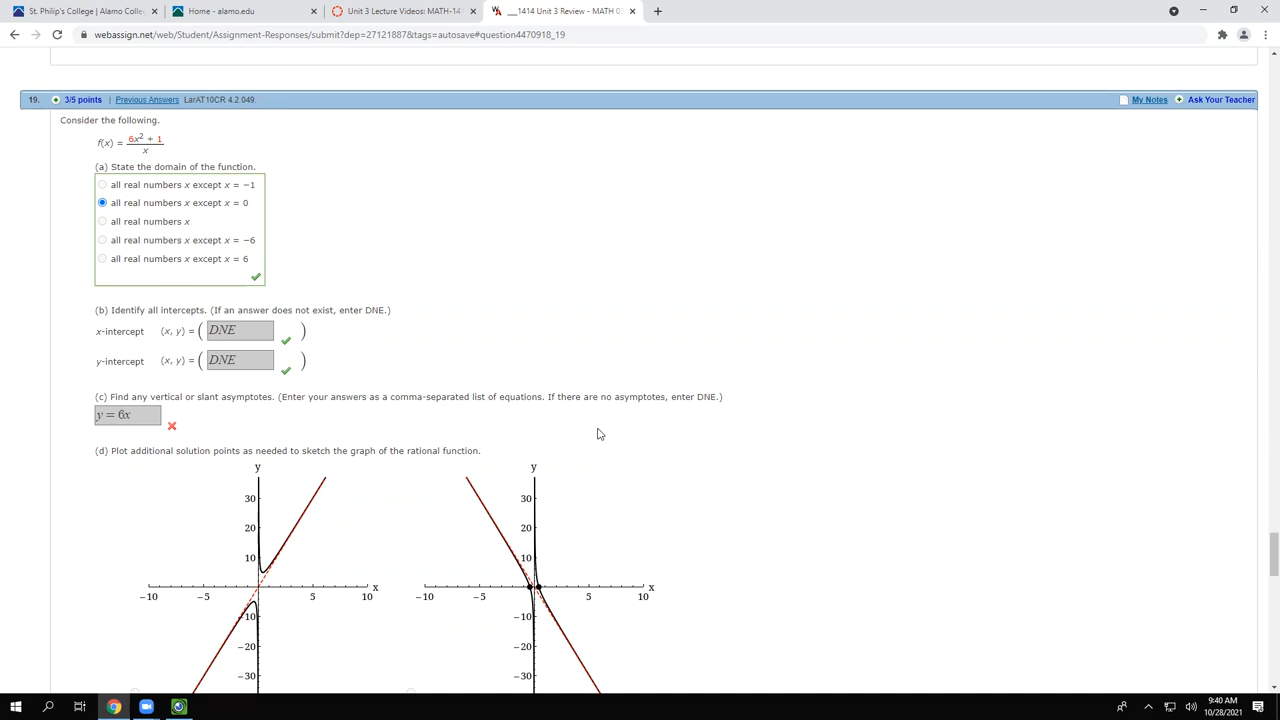 St. Philip's College | Alamo Colle
Home - alamo.edu
Unit 3 Lecture Videos: MATH-141
__1414 Unit 3 Review - MATH 03
webassign.net/web/Student/Assignment-Responses/submit?dep=27121887&tags=autosave#question4470918_19
19. 3/5 points | Previous Answers LarAT10CR 4.2.049. My Notes Ask Your Teacher
Consider the following.
f(x) = 6x² + 1
x
(a) State the domain of the function.
all real numbers x except x = −1
all real numbers x except x = 0
all real numbers x
all real numbers x except x = −6
all real numbers x except x = 6
(b) Identify all intercepts. (If an answer does not exist, enter DNE.)
x-intercept (x, y) = ( DNE )
y-intercept (x, y) = ( DNE )
(c) Find any vertical or slant asymptotes. (Enter your answers as a comma-separated list of equations. If there are no asymptotes, enter DNE.)
y = 6x
(d) Plot additional solution points as needed to sketch the graph of the rational function.
y y
30 30
20 20
10 10
x x
−10 −5 5 10 −10 −5 5 10
−10 −10
−20 −20
−30 −30
9:40 AM
10/28/2021